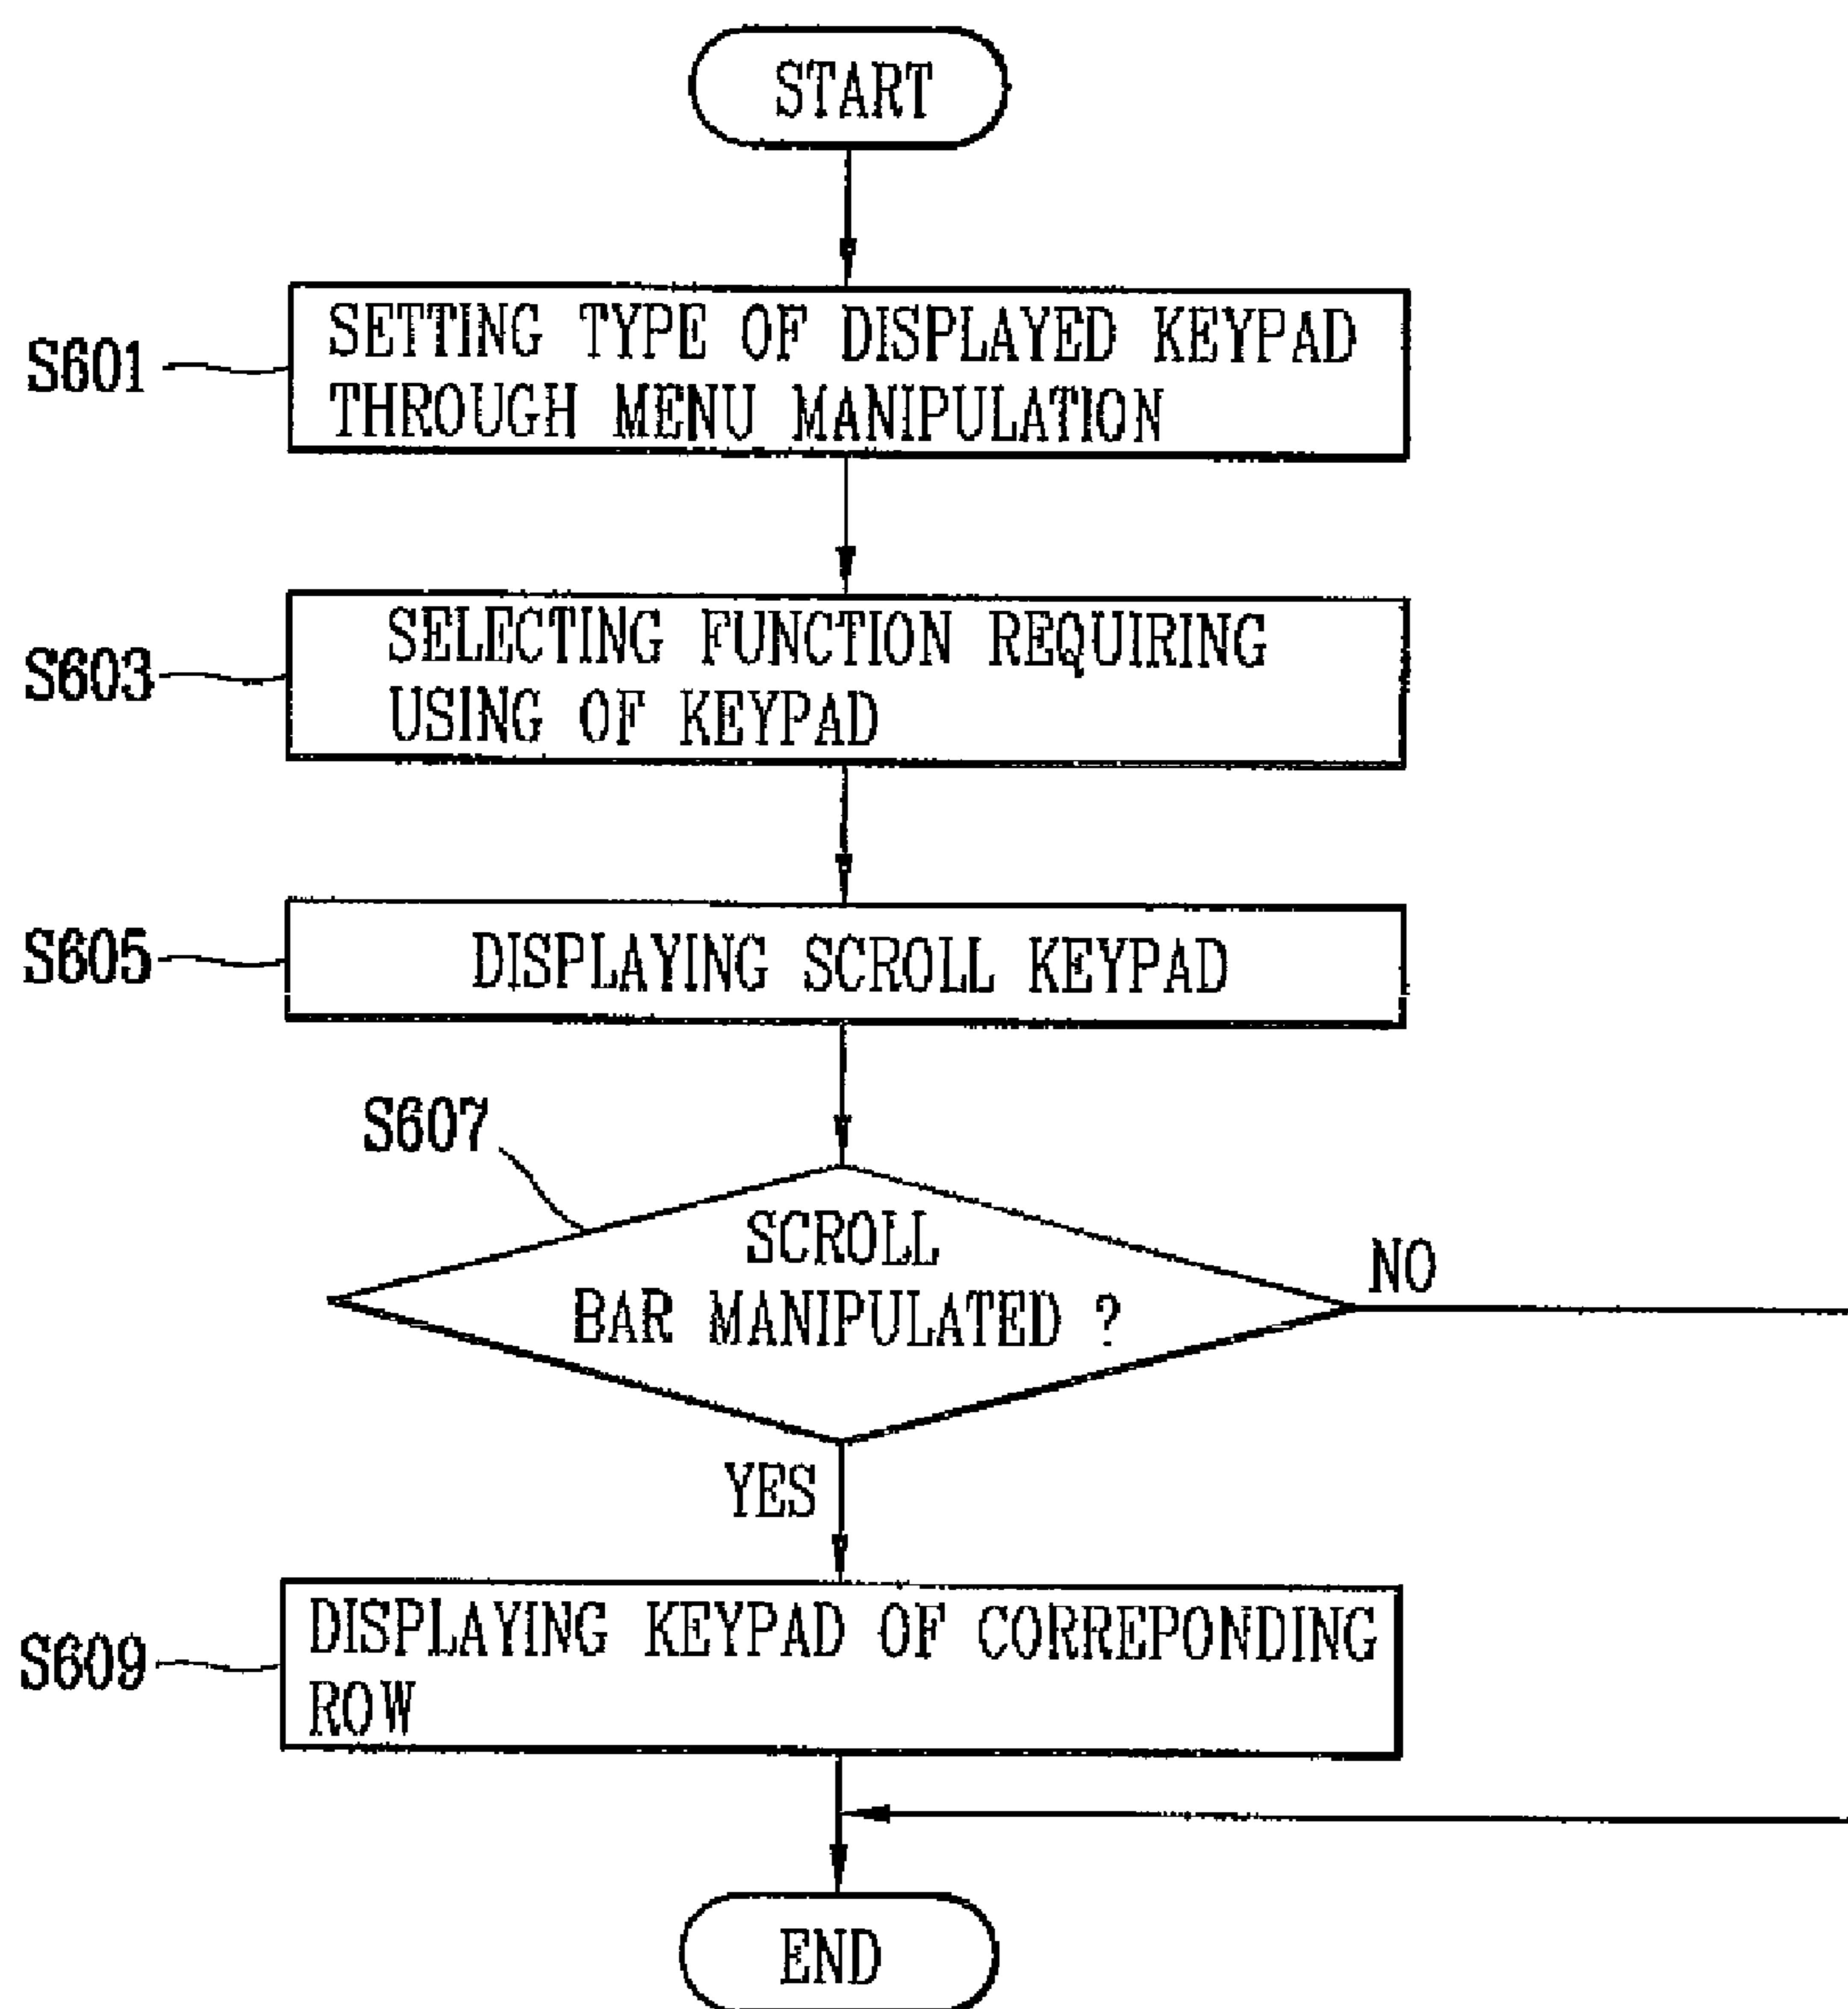 START
S601
SETTING TYPE OF DISPLAYED KEYPAD
THROUGH MENU MANIPULATION
S603
SELECTING FUNCTION REQUIRING
USING OF KEYPAD
S605
DISPLAYING SCROLL KEYPAD
S607
SCROLL
BAR MANIPULATED ?
NO
YES
S609
DISPLAYING KEYPAD OF CORREPONDING
ROW
END